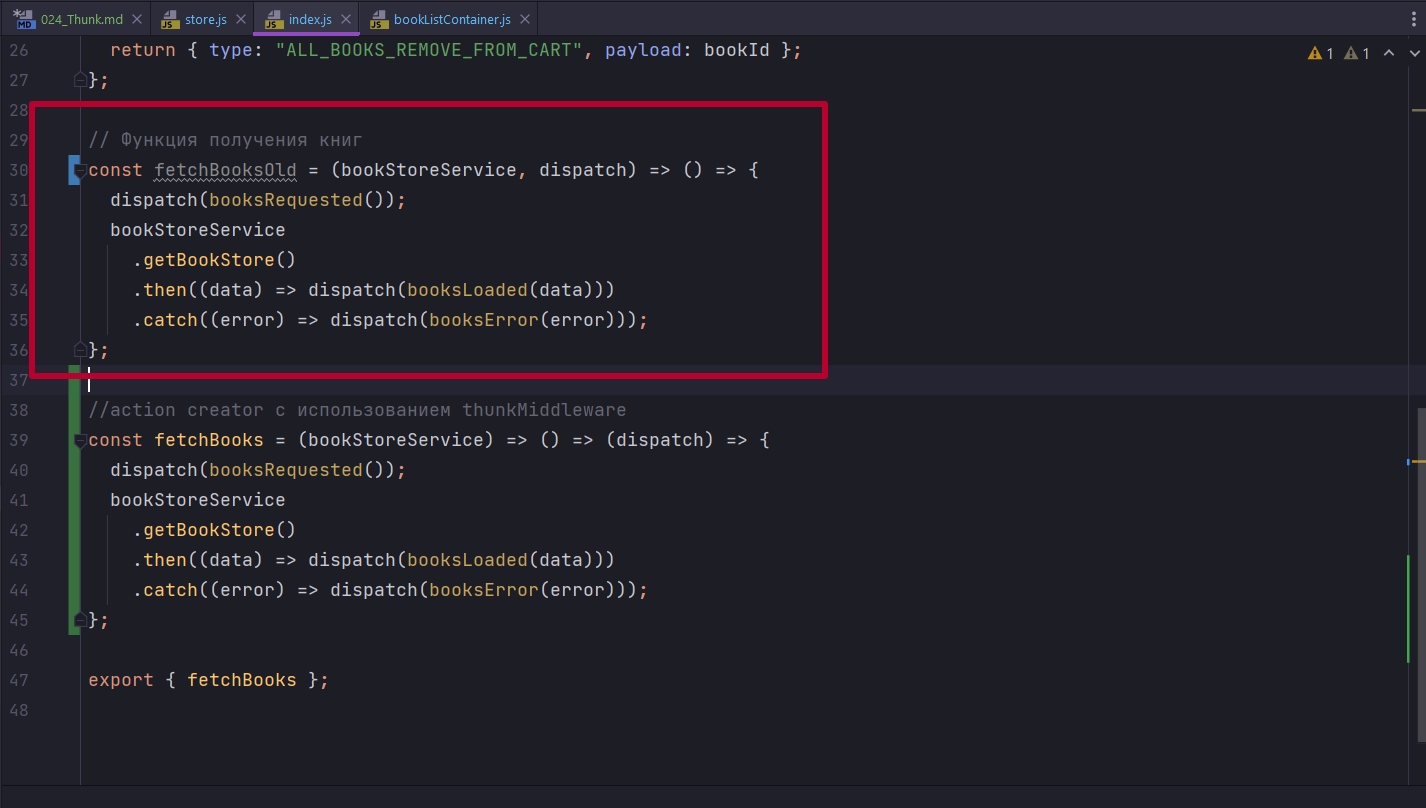 MD 024_Thunk.md JS store.js JS index.js JS bookListContainer.js
26 return { type: "ALL_BOOKS_REMOVE_FROM_CART", payload: bookId }; 1 1
27 };
28
29 // Функция получения книг
30 const fetchBooksOld = (bookStoreService, dispatch) => () => {
31 dispatch(booksRequested());
32 bookStoreService
33 .getBookStore()
34 .then((data) => dispatch(booksLoaded(data)))
35 .catch((error) => dispatch(booksError(error)));
36 };
37
38 //action creator с использованием thunkMiddleware
39 const fetchBooks = (bookStoreService) => () => (dispatch) => {
40 dispatch(booksRequested());
41 bookStoreService
42 .getBookStore()
43 .then((data) => dispatch(booksLoaded(data)))
44 .catch((error) => dispatch(booksError(error)));
45 };
46
47 export { fetchBooks };
48